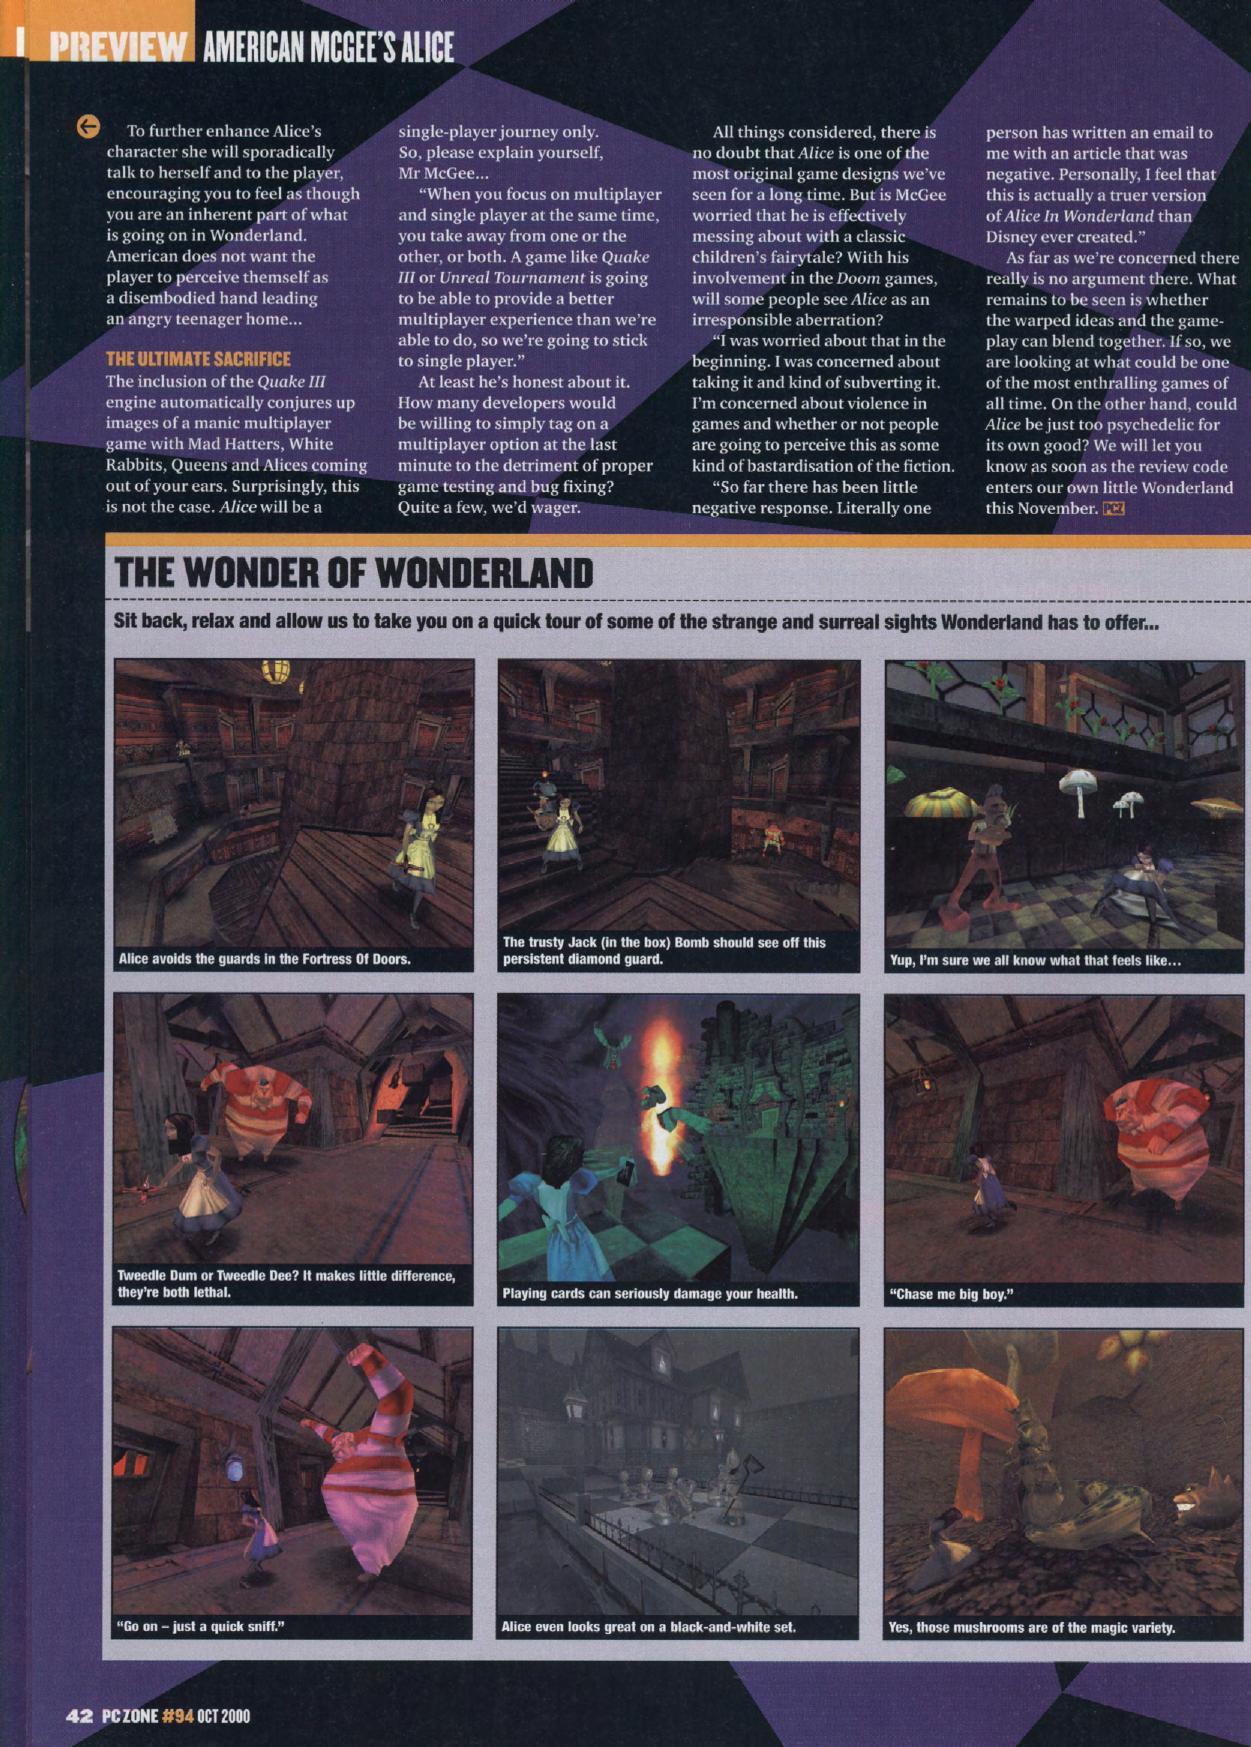 PREVIEW AMERICAN MCGEE'S ALICE
To further enhance Alice's
character she will sporadically
talk to herself and to the player,
encouraging you to feel as though
you are an inherent part of what
is going on in Wonderland.
American does not want the
player to perceive themself as
a disembodied hand leading
an angry teenager home...
THE ULTIMATE SACRIFICE
The inclusion of the Quake III
engine automatically conjures up
images of a manic multiplayer
game with Mad Hatters, White
Rabbits, Queens and Alices coming
out of your ears. Surprisingly, this
is not the case. Alice will be a
single-player journey only.
So, please explain yourself,
Mr McGee...
"When you focus on multiplayer
and single player at the same time,
you take away from one or the
other, or both. A game like Quake
III or Unreal Tournament is going
to be able to provide a better
multiplayer experience than we're
able to do, so we're going to stick
to single player."
At least he's honest about it.
How many developers would
be willing to simply tag on a
multiplayer option at the last
minute to the detriment of proper
game testing and bug fixing?
Quite a few, we'd wager.
All things considered, there is
no doubt that Alice is one of the
most original game designs we've
seen for a long time. But is McGee
worried that he is effectively
messing about with a classic
children's fairytale? With his
involvement in the Doom games,
will some people see Alice as an
irresponsible aberration?
"I was worried about that in the
beginning. I was concerned about
taking it and kind of subverting it.
I'm concerned about violence in
games and whether or not people
are going to perceive this as some
kind of bastardisation of the fiction.
"So far there has been little
negative response. Literally one
person has written an email to
me with an article that was
negative. Personally, I feel that
this is actually a truer version
of Alice In Wonderland than
Disney ever created."
As far as we're concerned there
really is no argument there. What
remains to be seen is whether
the warped ideas and the game-
play can blend together. If so, we
are looking at what could be one
of the most enthralling games of
all time. On the other hand, could
Alice be just too psychedelic for
its own good? We will let you
know as soon as the review code
enters our own little Wonderland
this November. PCZ
THE WONDER OF WONDERLAND
Sit back, relax and allow us to take you on a quick tour of some of the strange and surreal sights Wonderland has to offer...
Alice avoids the guards in the Fortress Of Doors.
The trusty Jack (in the box) Bomb should see off this
persistent diamond guard.
Yup, I'm sure we all know what that feels like...
Tweedle Dum or Tweedle Dee? It makes little difference,
they're both lethal.
Playing cards can seriously damage your health.
"Chase me big boy."
"Go on – just a quick sniff."
Alice even looks great on a black-and-white set.
Yes, those mushrooms are of the magic variety.
42 PCZONE #94 OCT 2000